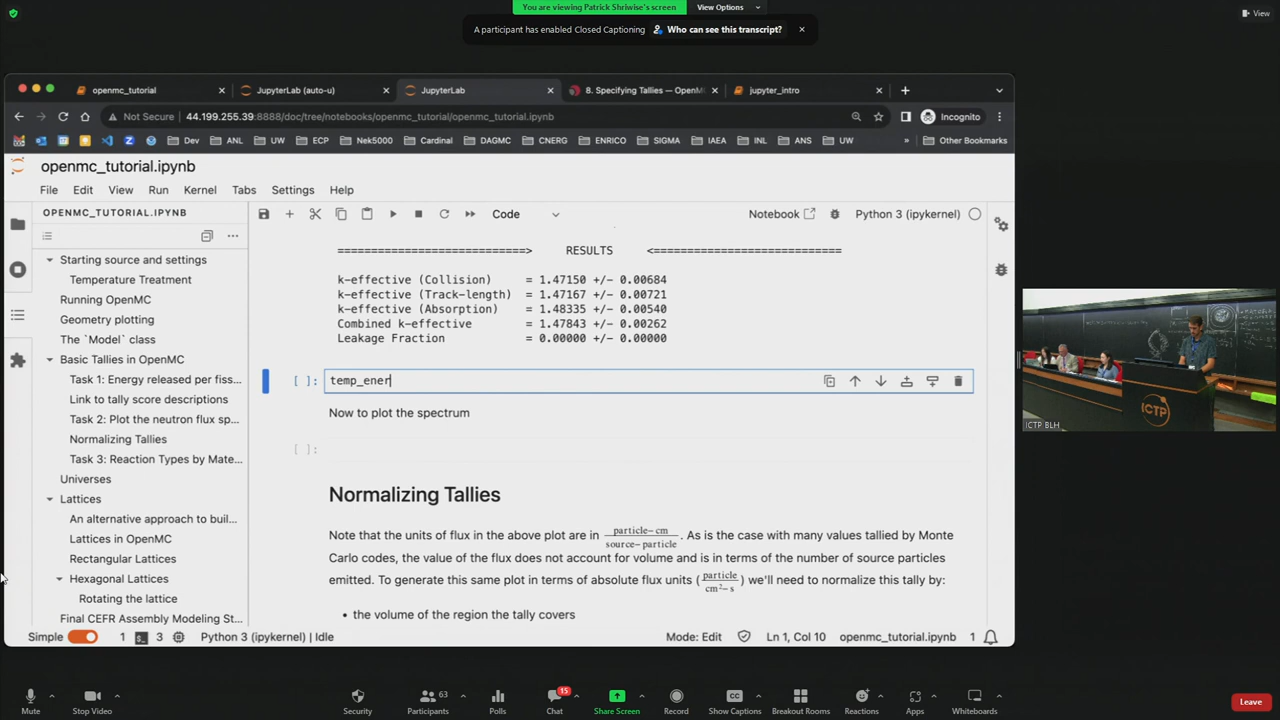 You are viewing Patrick Shriwise's screen
View Options
View
A participant has enabled Closed Captioning
Who can see this transcript?
openmc_tutorial
JupyterLab (auto-u)
JupyterLab
8. Specifying Tallies — OpenM
jupyter_intro
Not Secure
44.199.255.39:8888/doc/tree/notebooks/openmc_tutorial/openmc_tutorial.ipynb
Incognito
Dev ANL UW ECP Nek5000 Cardinal DAGMC CNERG ENRICO SIGMA IAEA INL ANS UW » Other Bookmarks
openmc_tutorial.ipynb
File Edit View Run Kernel Tabs Settings Help
OPENMC_TUTORIAL.IPYNB
Code
Notebook
Python 3 (ipykernel)
Starting source and settings
Temperature Treatment
Running OpenMC
Geometry plotting
The `Model` class
Basic Tallies in OpenMC
Task 1: Energy released per fiss...
Link to tally score descriptions
Task 2: Plot the neutron flux sp...
Normalizing Tallies
Task 3: Reaction Types by Mate...
Universes
Lattices
An alternative approach to buil...
Lattices in OpenMC
Rectangular Lattices
Hexagonal Lattices
Rotating the lattice
Final CEFR Assembly Modeling St...
============================> RESULTS <============================
k-effective (Collision) = 1.47150 +/- 0.00684
k-effective (Track-length) = 1.47167 +/- 0.00721
k-effective (Absorption) = 1.48335 +/- 0.00540
Combined k-effective = 1.47843 +/- 0.00262
Leakage Fraction = 0.00000 +/- 0.00000
[ ]: temp_ener
Now to plot the spectrum
[ ]:
Normalizing Tallies
Note that the units of flux in the above plot are in particle−cm / source−particle. As is the case with many values tallied by Monte
Carlo codes, the value of the flux does not account for volume and is in terms of the number of source particles
emitted. To generate this same plot in terms of absolute flux units (particle / cm²−s) we'll need to normalize this tally by:
• the volume of the region the tally covers
Simple 1 3 Python 3 (ipykernel) | Idle
Mode: Edit Ln 1, Col 10 openmc_tutorial.ipynb 1
ICTP
ICTP BLH
Mute
Stop Video
Security
63
Participants
Polls
15
Chat
Share Screen
Record
Show Captions
Breakout Rooms
Reactions
Apps
Whiteboards
Leave